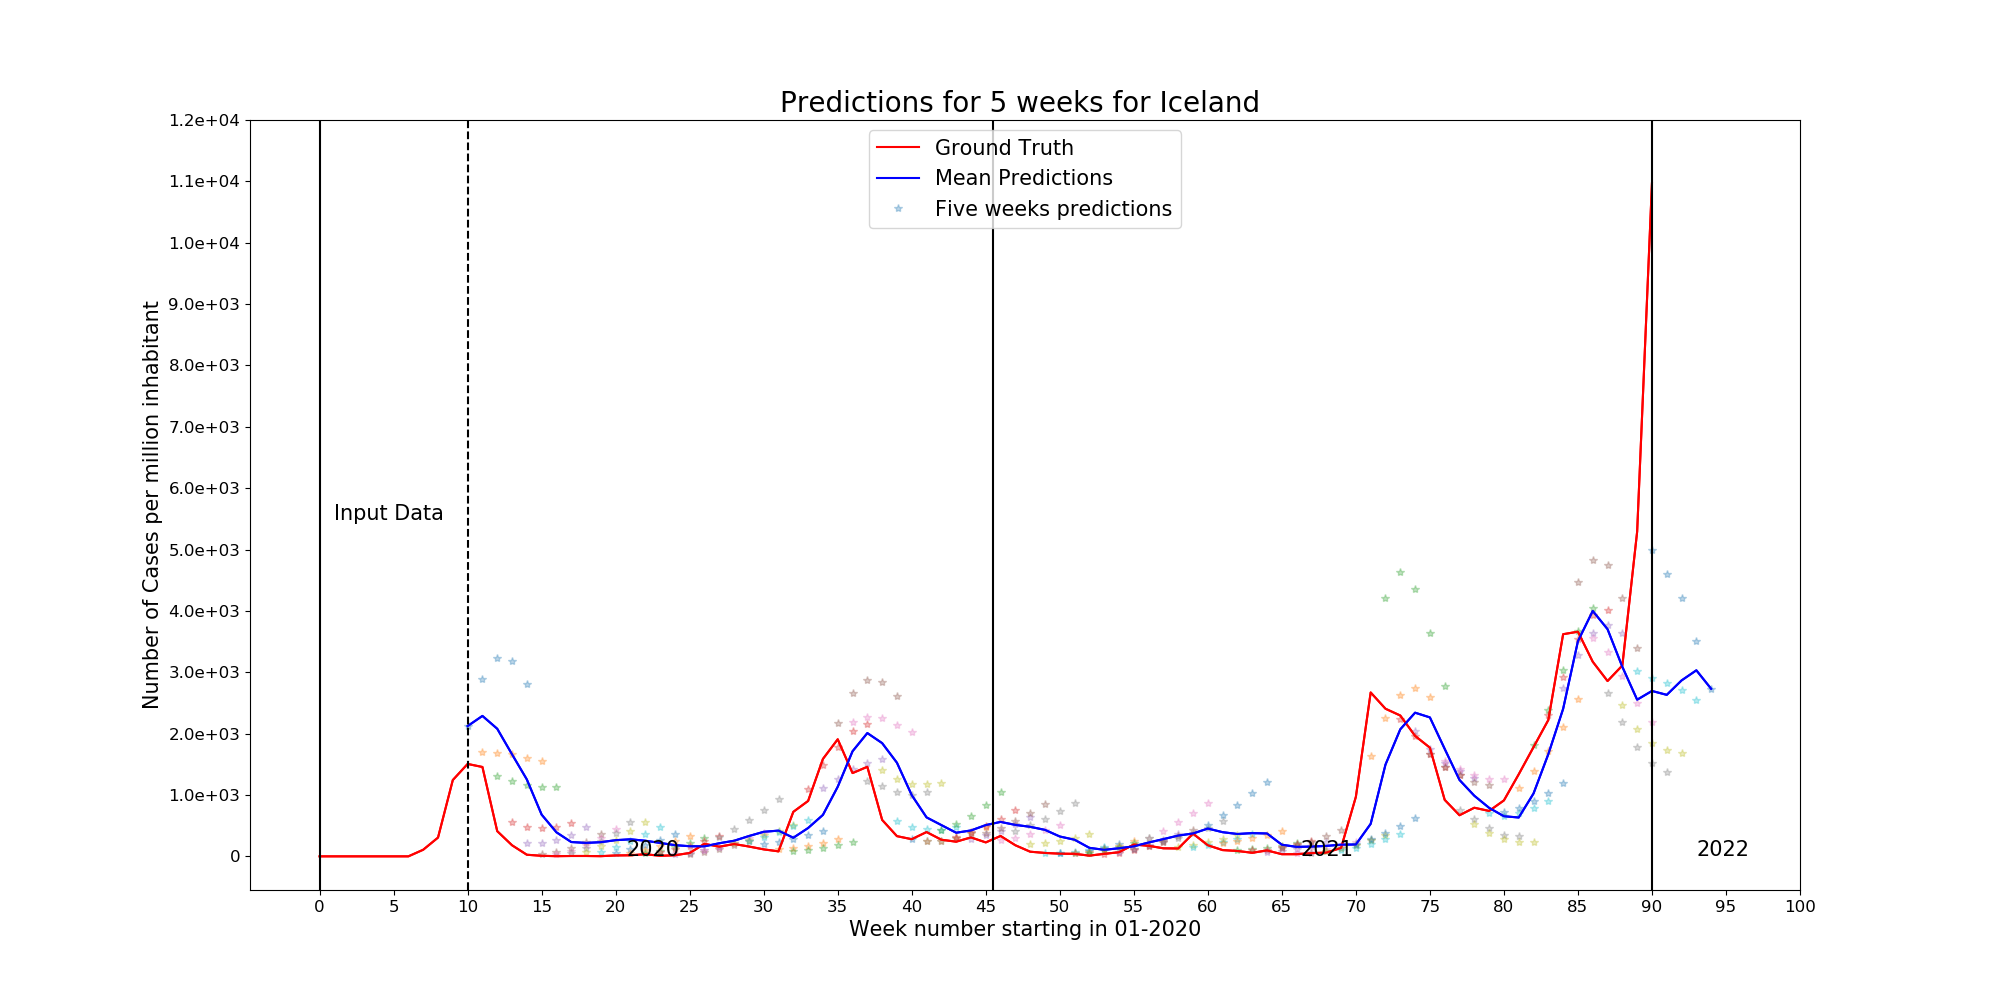 Predictions for 5 weeks for Iceland
Number of Cases per million inhabitant
1.2e+04
1.1e+04
1.0e+04
9.0e+03
8.0e+03
7.0e+03
6.0e+03
5.0e+03
4.0e+03
3.0e+03
2.0e+03
1.0e+03
0
Ground Truth
Mean Predictions
Five weeks predictions
Input Data
2020
2021
2022
0 5 10 15 20 25 30 35 40 45 50 55 60 65 70 75 80 85 90 95 100
Week number starting in 01-2020